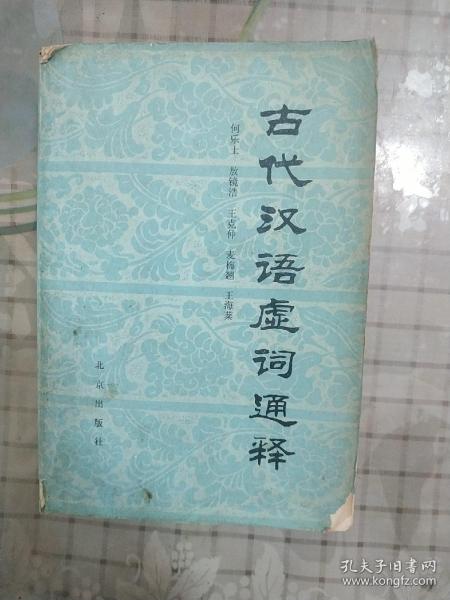 古代汉语虚词通释
何乐士 敖镜浩 王克仲 麦梅翘 王海棻
北京出版社
孔夫子旧书网
www.kongfz.com